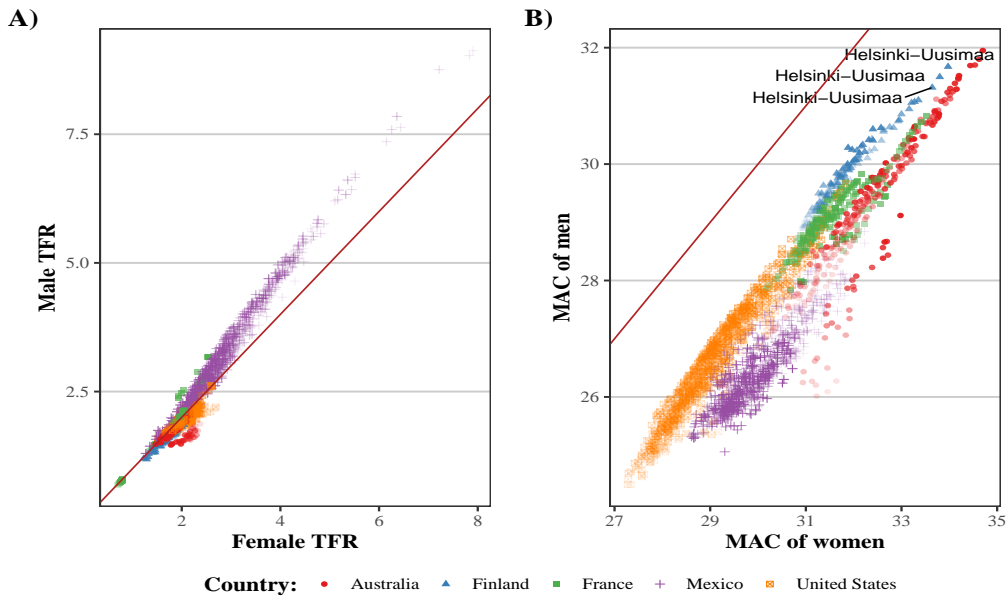 A)
B)
Male TFR
7.5
5.0
2.5
2
4
6
8
Female TFR
MAC of men
32
30
28
26
Helsinki−Uusimaa
Helsinki−Uusimaa
Helsinki−Uusimaa
27
29
31
33
35
MAC of women
Country: Australia Finland France Mexico United States